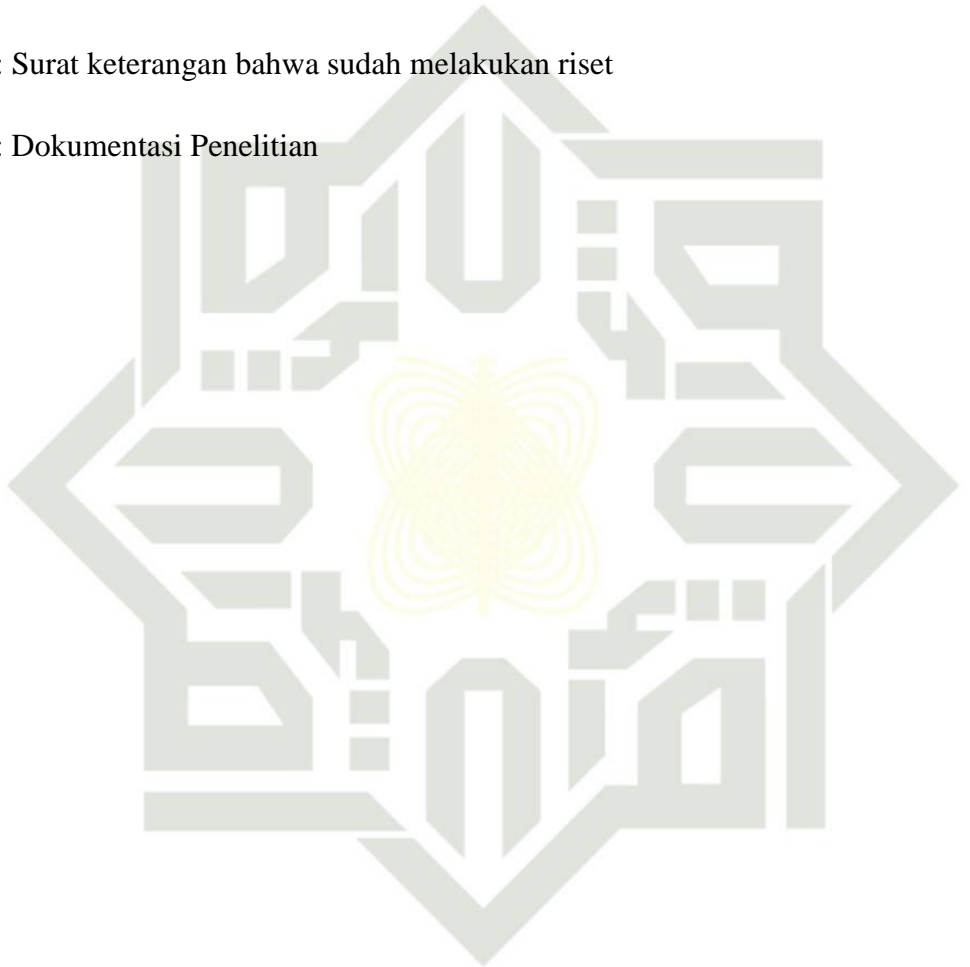 : Surat keterangan bahwa sudah melakukan riset
: Dokumentasi Penelitian